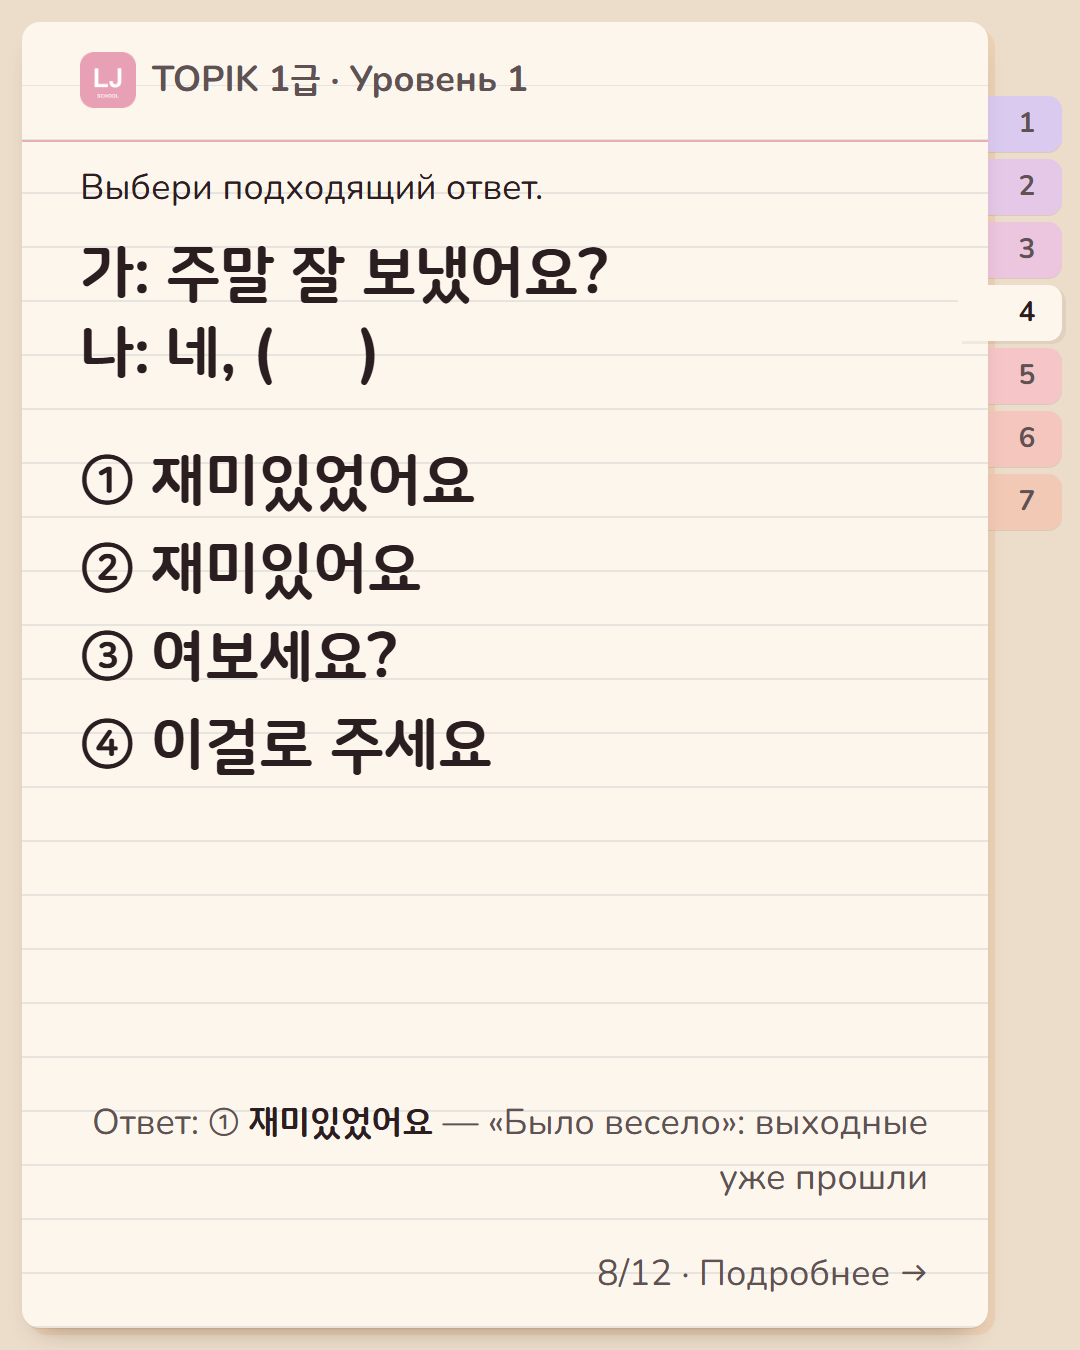 LJ
SCHOOL
TOPIK 1급 · Уровень 1
Выбери подходящий ответ.
가: 주말 잘 보냈어요?
나: 네, (    )
① 재미있었어요
② 재미있어요
③ 여보세요?
④ 이걸로 주세요
Ответ: ① 재미있었어요 — «Было весело»: выходные
уже прошли
8/12 · Подробнее →
1
2
3
4
5
6
7